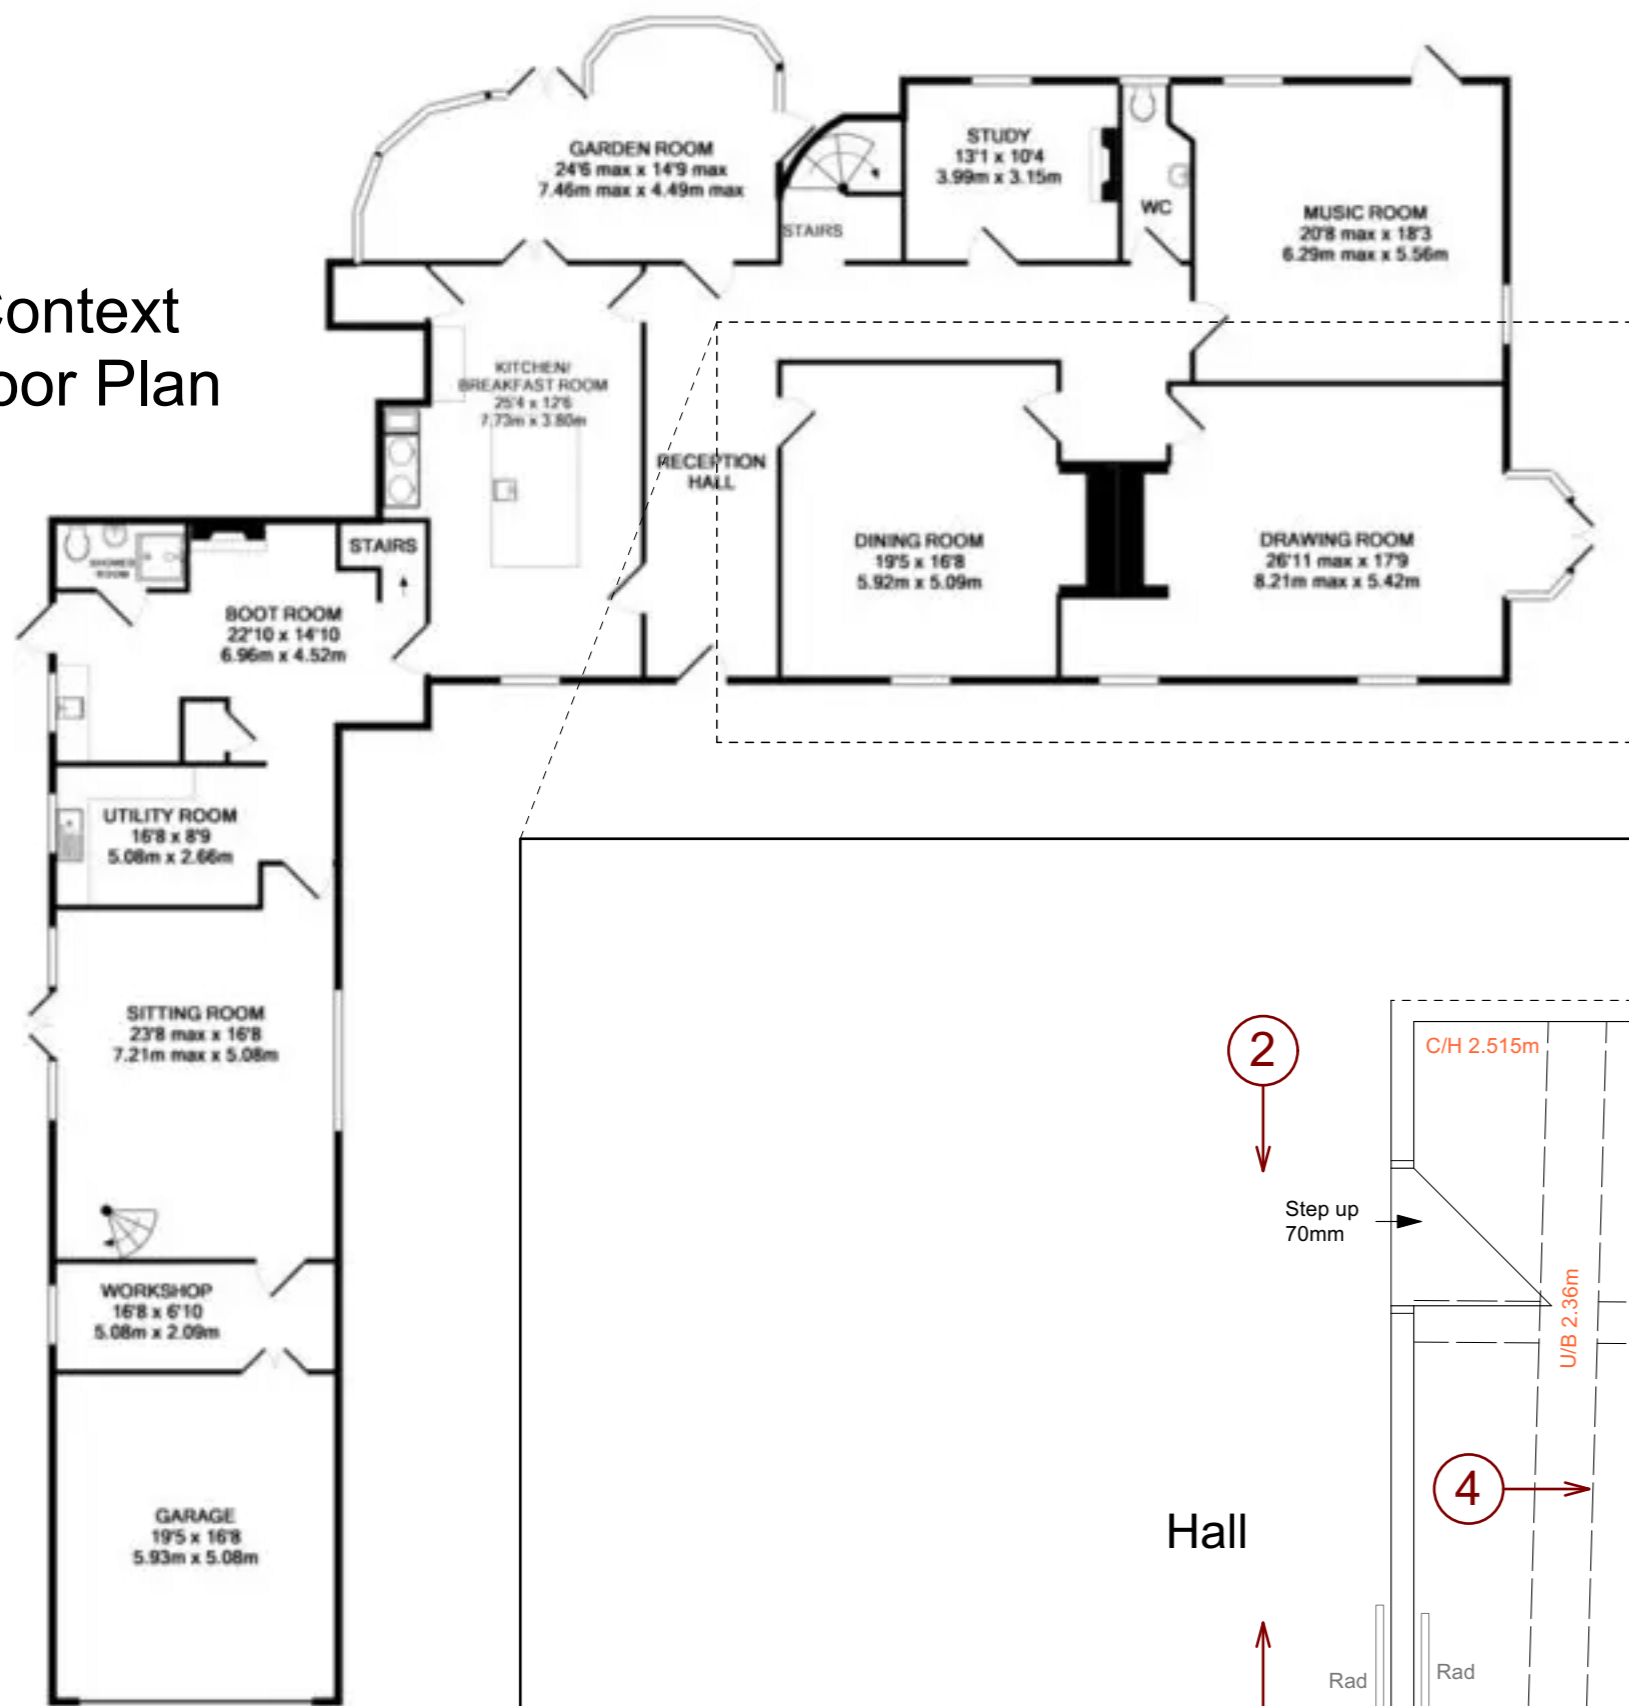 Context
Floor Plan
GARDEN ROOM
24'6 max x 14'9 max
7.46m max x 4.49m max
STAIRS
STUDY
13'1 x 10'4
3.99m x 3.15m
WC
MUSIC ROOM
20'8 max x 18'3
6.29m max x 5.56m
KITCHEN/
BREAKFAST ROOM
25'4 x 12'6
7.73m x 3.80m
RECEPTION
HALL
DINING ROOM
19'5 x 16'8
5.92m x 5.09m
DRAWING ROOM
26'11 max x 17'9
8.21m max x 5.42m
SHOWER
ROOM
STAIRS
BOOT ROOM
22'10 x 14'10
6.96m x 4.52m
UTILITY ROOM
16'8 x 8'9
5.08m x 2.66m
SITTING ROOM
23'8 max x 16'8
7.21m max x 5.08m
WORKSHOP
16'8 x 6'10
5.08m x 2.09m
GARAGE
19'5 x 16'8
5.93m x 5.08m
2
C/H 2.515m
Step up
70mm
U/B 2.36m
4
Hall
Rad
Rad